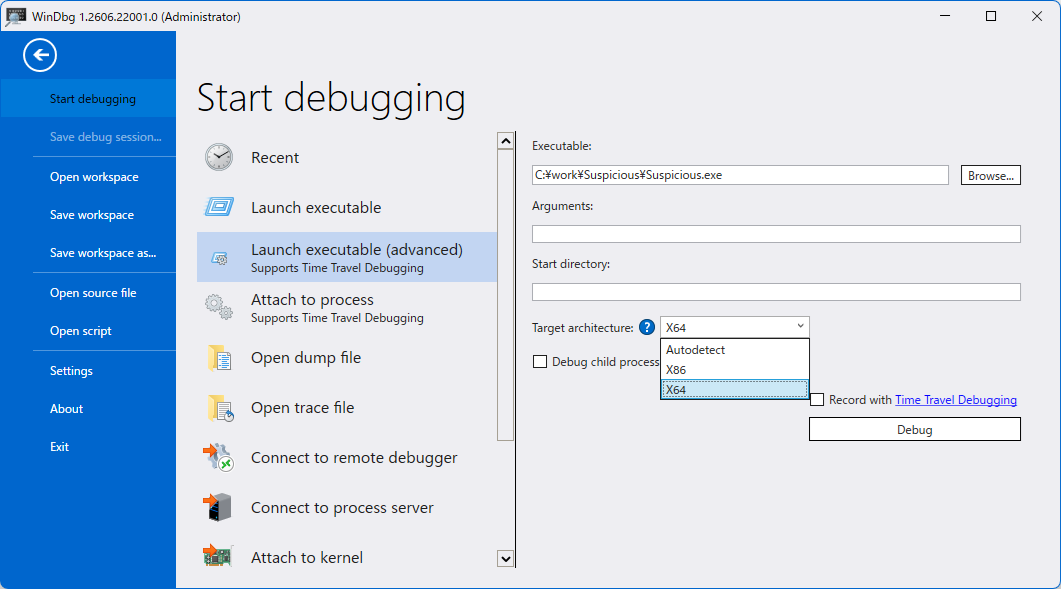 WinDbg 1.2606.22001.0 (Administrator)
Start debugging
Save debug session...
Open workspace
Save workspace
Save workspace as...
Open source file
Open script
Settings
About
Exit
Start debugging
Recent
Launch executable
Launch executable (advanced)
Supports Time Travel Debugging
Attach to process
Supports Time Travel Debugging
Open dump file
Open trace file
Connect to remote debugger
Connect to process server
Attach to kernel
Executable:
C:¥work¥Suspicious¥Suspicious.exe
Browse...
Arguments:
Start directory:
Target architecture: ? X64
Autodetect
X86
X64
Debug child process
Record with Time Travel Debugging
Debug